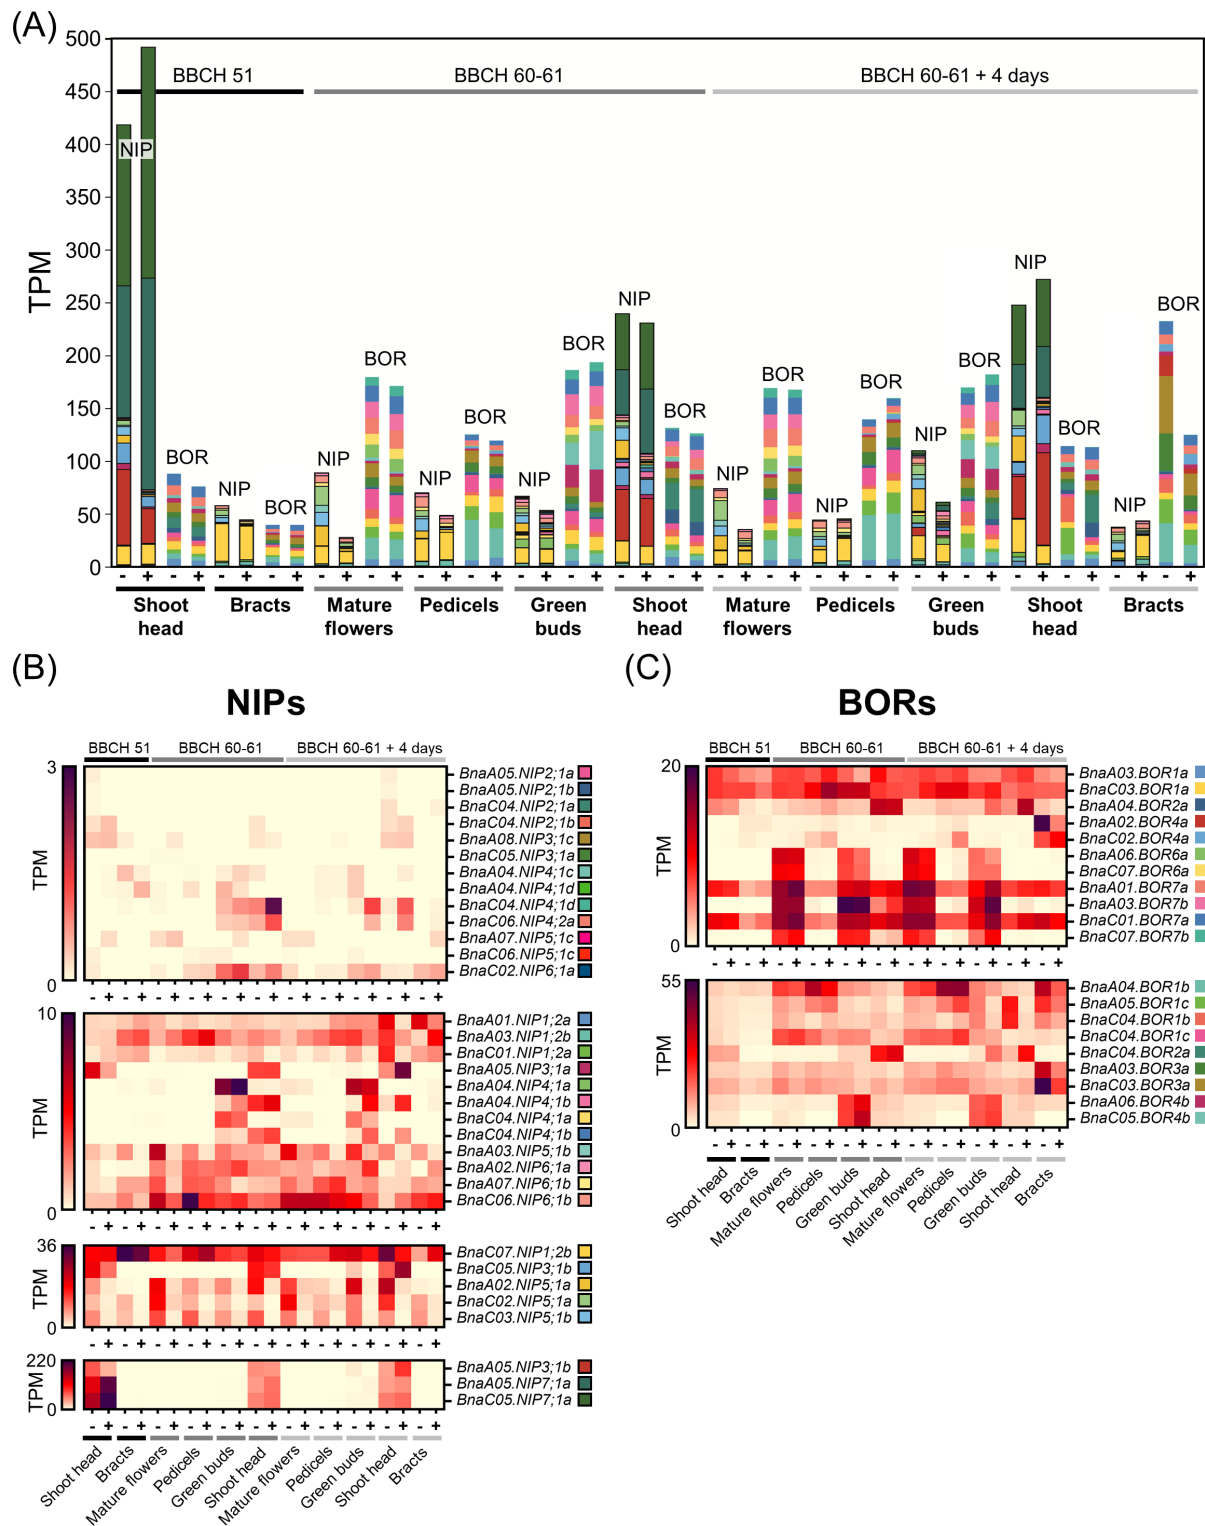 (A)
500
450
400
350
300
250
200
150
100
50
0
TPM
BBCH 51
BBCH 60-61
BBCH 60-61 + 4 days
NIP
BOR
NIP
BOR
NIP
BOR
NIP
BOR
NIP
BOR
NIP
BOR
NIP
BOR
NIP
BOR
NIP
BOR
NIP
BOR
NIP
BOR
- + - + - + - + - + - + - + - + - + - + - + - + - + - + - + - + - + - + - + - + - + - +
Shoot head
Bracts
Mature flowers
Pedicels
Green buds
Shoot head
Mature flowers
Pedicels
Green buds
Shoot head
Bracts
(B)
NIPs
BBCH 51
BBCH 60-61
BBCH 60-61 + 4 days
3
TPM
0
BnaA05.NIP2;1a
BnaA05.NIP2;1b
BnaC04.NIP2;1a
BnaC04.NIP2;1b
BnaA08.NIP3;1c
BnaC05.NIP3;1a
BnaA04.NIP4;1c
BnaA04.NIP4;1d
BnaC04.NIP4;1d
BnaC06.NIP4;2a
BnaA07.NIP5;1c
BnaC06.NIP5;1c
BnaC02.NIP6;1a
- + - + - + - + - + - + - + - + - + - + - +
10
TPM
0
BnaA01.NIP1;2a
BnaA03.NIP1;2b
BnaC01.NIP1;2a
BnaA05.NIP3;1a
BnaA04.NIP4;1a
BnaA04.NIP4;1b
BnaC04.NIP4;1a
BnaC04.NIP4;1b
BnaA03.NIP5;1b
BnaA02.NIP6;1a
BnaA07.NIP6;1b
BnaC06.NIP6;1b
- + - + - + - + - + - + - + - + - + - + - +
36
TPM
0
BnaC07.NIP1;2b
BnaC05.NIP3;1b
BnaA02.NIP5;1a
BnaC02.NIP5;1a
BnaC03.NIP5;1b
- + - + - + - + - + - + - + - + - + - + - +
220
TPM
0
BnaA05.NIP3;1b
BnaA05.NIP7;1a
BnaC05.NIP7;1a
- + - + - + - + - + - + - + - + - + - + - +
Shoot head
Bracts
Mature flowers
Pedicels
Green buds
Shoot head
Mature flowers
Pedicels
Green buds
Shoot head
Bracts
(C)
BORs
BBCH 51
BBCH 60-61
BBCH 60-61 + 4 days
20
TPM
0
BnaA03.BOR1a
BnaC03.BOR1a
BnaA04.BOR2a
BnaA02.BOR4a
BnaC02.BOR4a
BnaA06.BOR6a
BnaC07.BOR6a
BnaA01.BOR7a
BnaA03.BOR7b
BnaC01.BOR7a
BnaC07.BOR7b
- + - + - + - + - + - + - + - + - + - + - +
55
TPM
0
BnaA04.BOR1b
BnaA05.BOR1c
BnaC04.BOR1b
BnaC04.BOR1c
BnaC04.BOR2a
BnaA03.BOR3a
BnaC03.BOR3a
BnaA06.BOR4b
BnaC05.BOR4b
- + - + - + - + - + - + - + - + - + - + - +
Shoot head
Bracts
Mature flowers
Pedicels
Green buds
Shoot head
Mature flowers
Pedicels
Green buds
Shoot head
Bracts